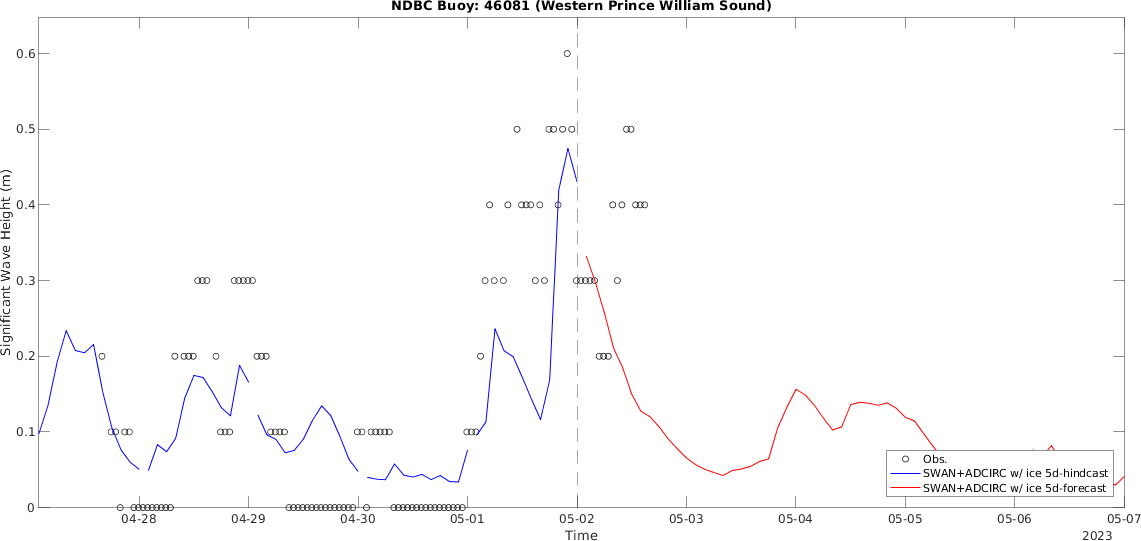 NDBC Buoy: 46081 (Western Prince William Sound)
Significant Wave Height (m)
0.6
0.5
0.4
0.3
0.2
0.1
0
Obs.
SWAN+ADCIRC w/ ice 5d-hindcast
SWAN+ADCIRC w/ ice 5d-forecast
04-28 04-29 04-30 05-01 05-02 05-03 05-04 05-05 05-06 05-07
Time
2023